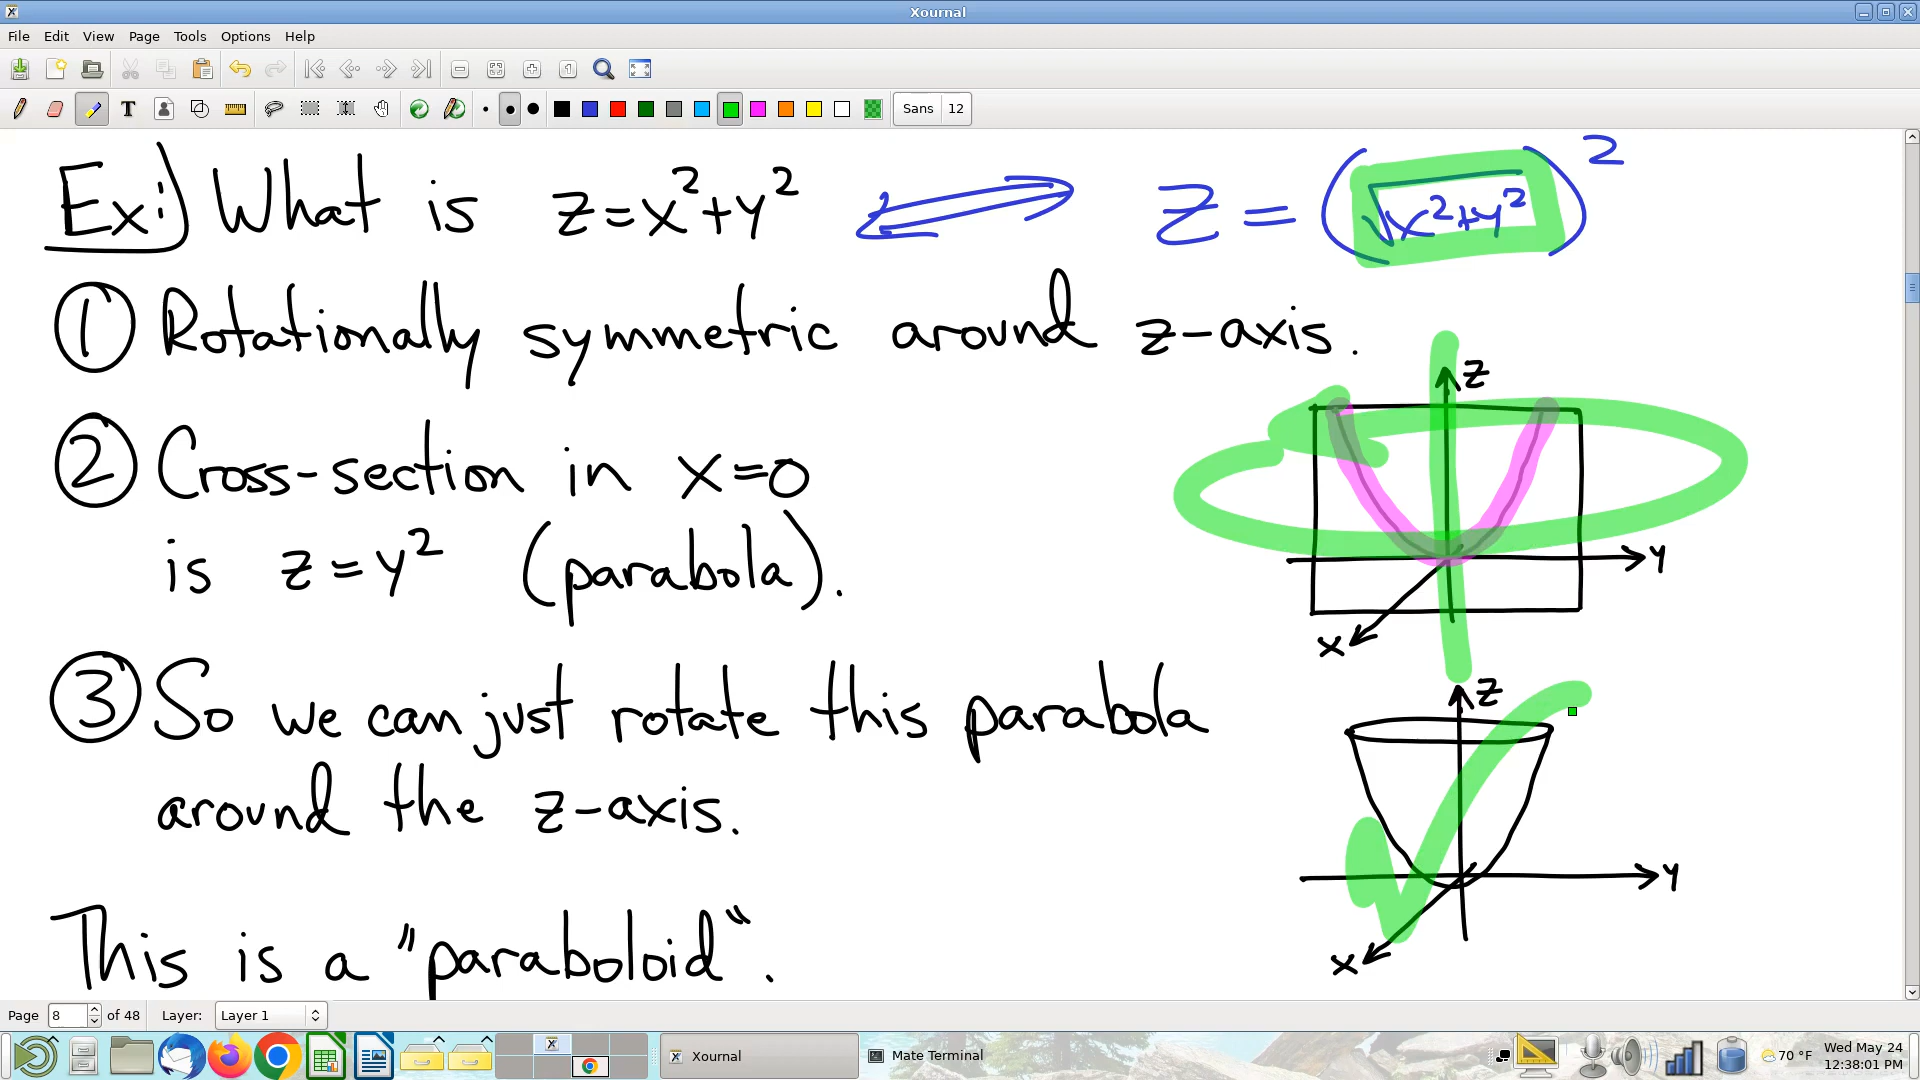 Xournal
File Edit View Page Tools Options Help
Sans 12
Ex: What is z=x²+y² ⟺ z = (√x²+y²)²
① Rotationally symmetric around z-axis.
z
② Cross-section in x=0
is z=y² (parabola).
y
x
③ So we can just rotate this parabola
z
around the z-axis.
y
This is a "paraboloid".
x
Page 8 of 48 Layer: Layer 1
Xournal Mate Terminal 70 °F Wed May 24
12:38:01 PM